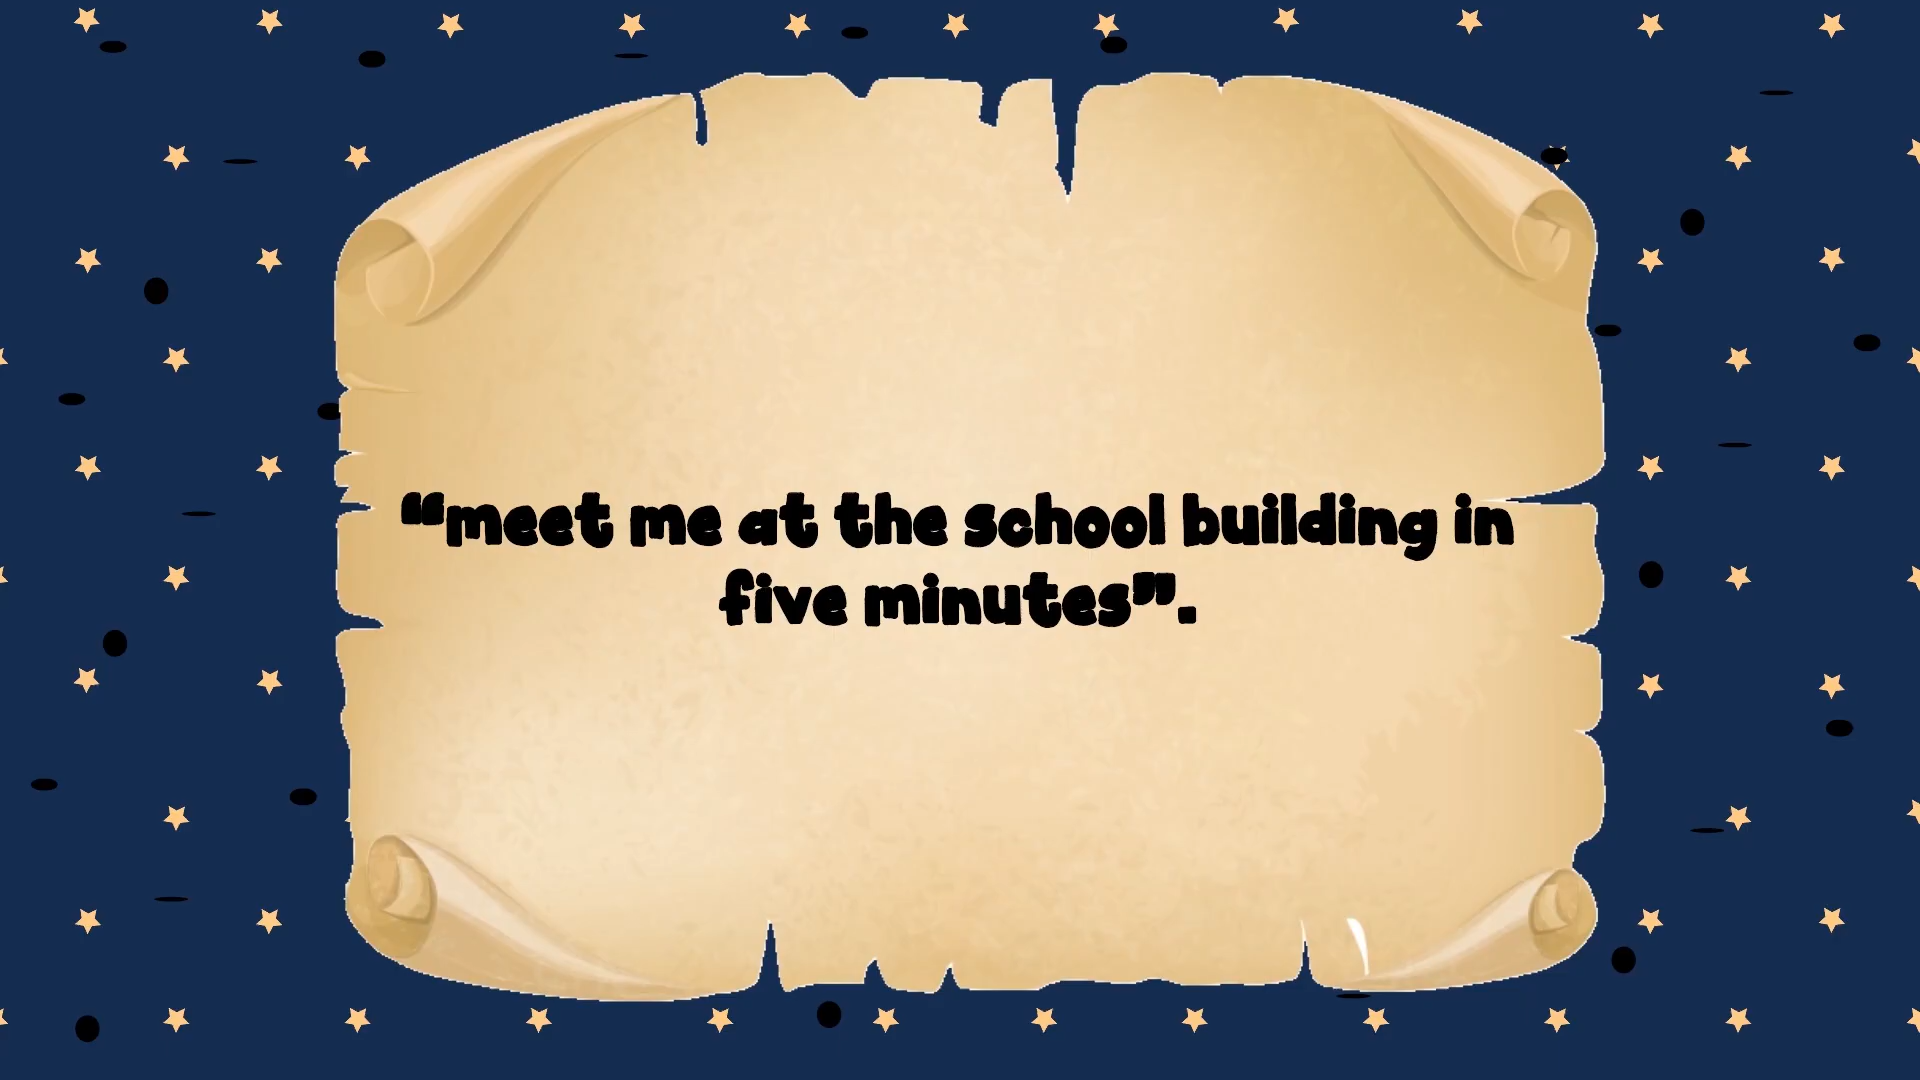 “meet me at the school building in
five minutes”.